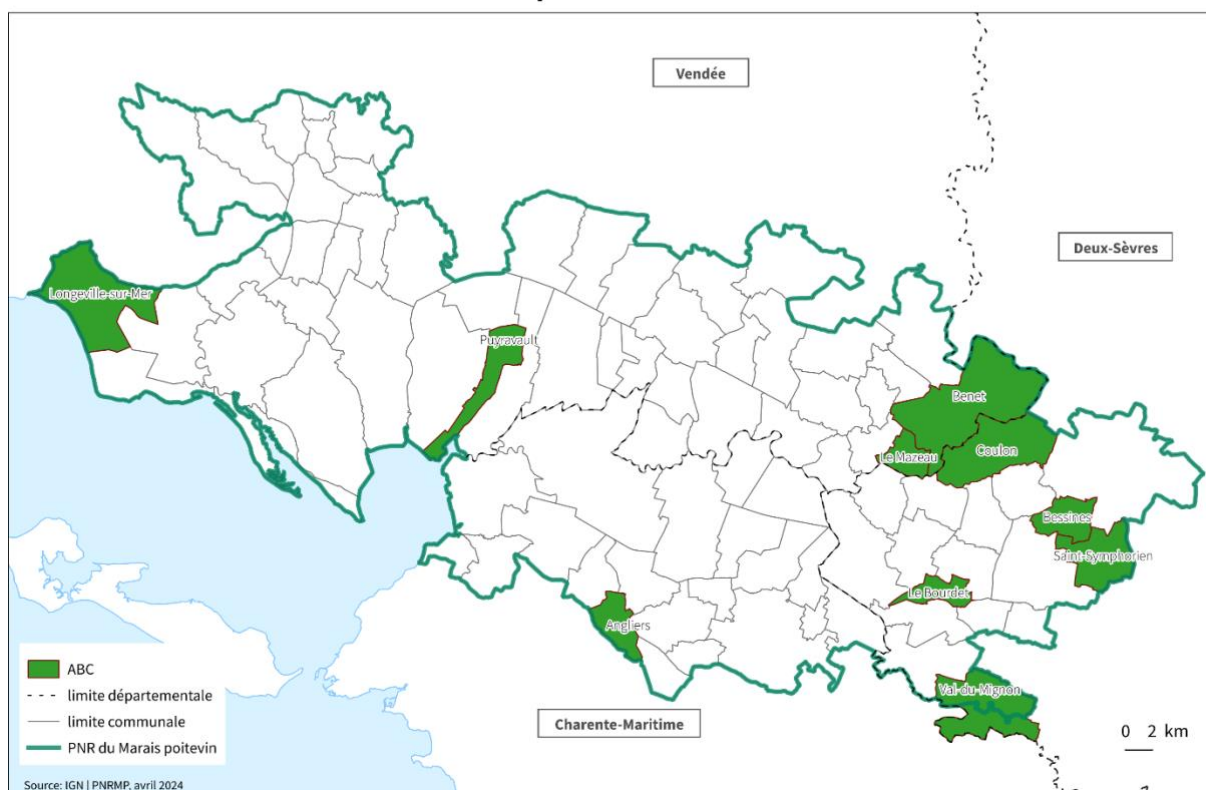 Vendée
Deux-Sèvres
Longeville-sur-Mer
Puyravault
Benet
Le Mazeau
Coulon
Bessines
Saint-Symphorien
Le Bourdet
Angliers
Val-du-Mignon
Charente-Maritime
ABC
limite départementale
limite communale
PNR du Marais poitevin
0 2 km
Source: IGN | PNRMP, avril 2024